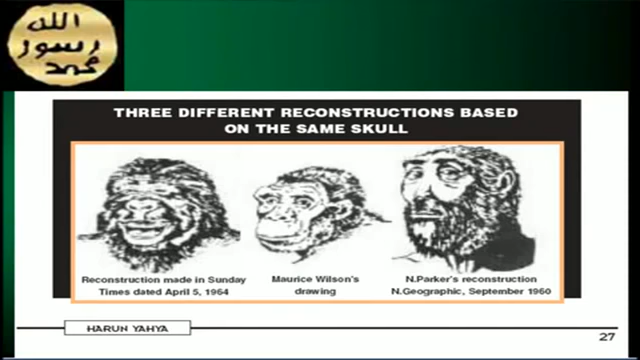 الله
رسول
محمد
THREE DIFFERENT RECONSTRUCTIONS BASED
ON THE SAME SKULL
Reconstruction made in Sunday
Times dated April 5, 1964
Maurice Wilson's
drawing
N.Parker's reconstruction
N.Geographic, September 1960
HARUN YAHYA
27